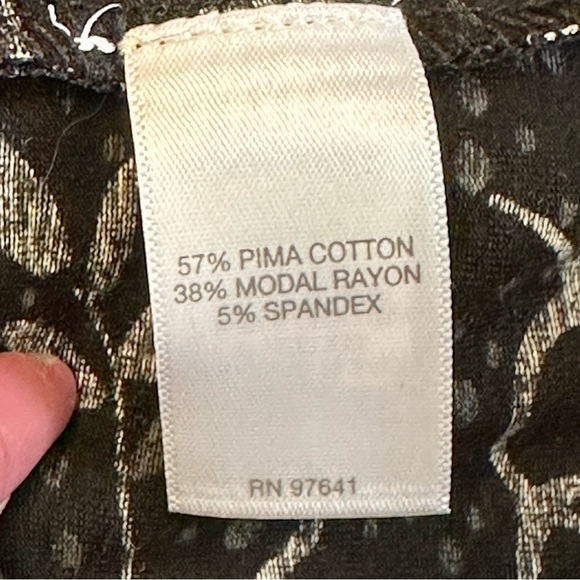 57% PIMA COTTON
38% MODAL RAYON
5% SPANDEX
RN 97641